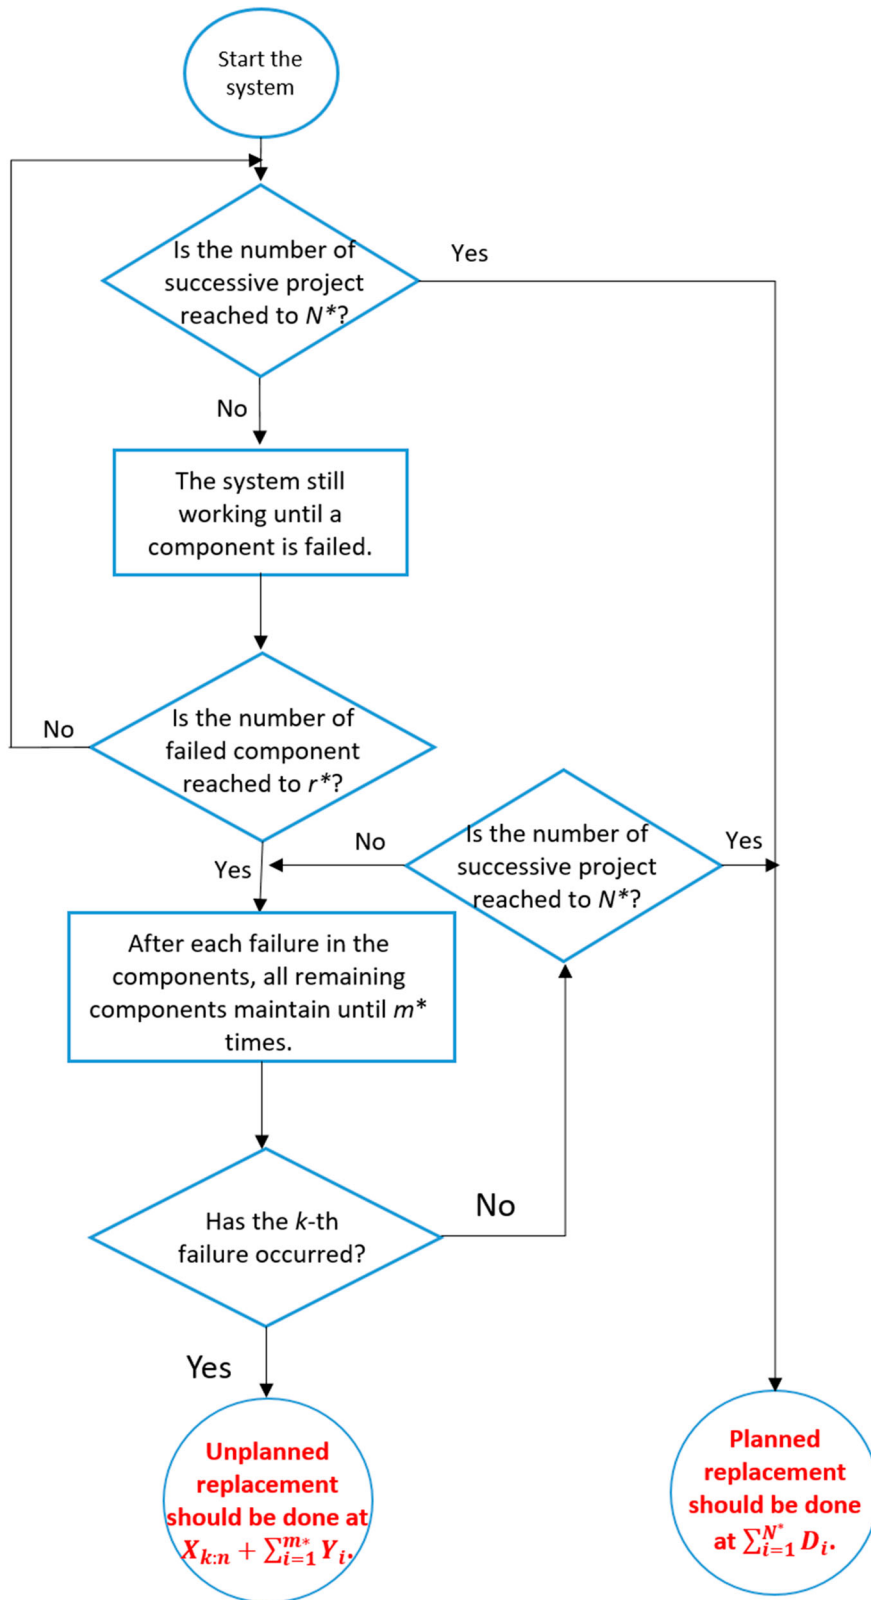 Start the
system
Is the number of
successive project
reached to N*?
Yes
No
The system still
working until a
component is failed.
Is the number of
failed component
reached to r*?
No
Yes
Is the number of
successive project
reached to N*?
No
Yes
After each failure in the
components, all remaining
components maintain until m*
times.
Has the k-th
failure occurred?
No
Yes
Unplanned
replacement
should be done at
X_{k:n} + ∑_{i=1}^{m*} Y_i.
Planned
replacement
should be done
at ∑_{i=1}^{N*} D_i.